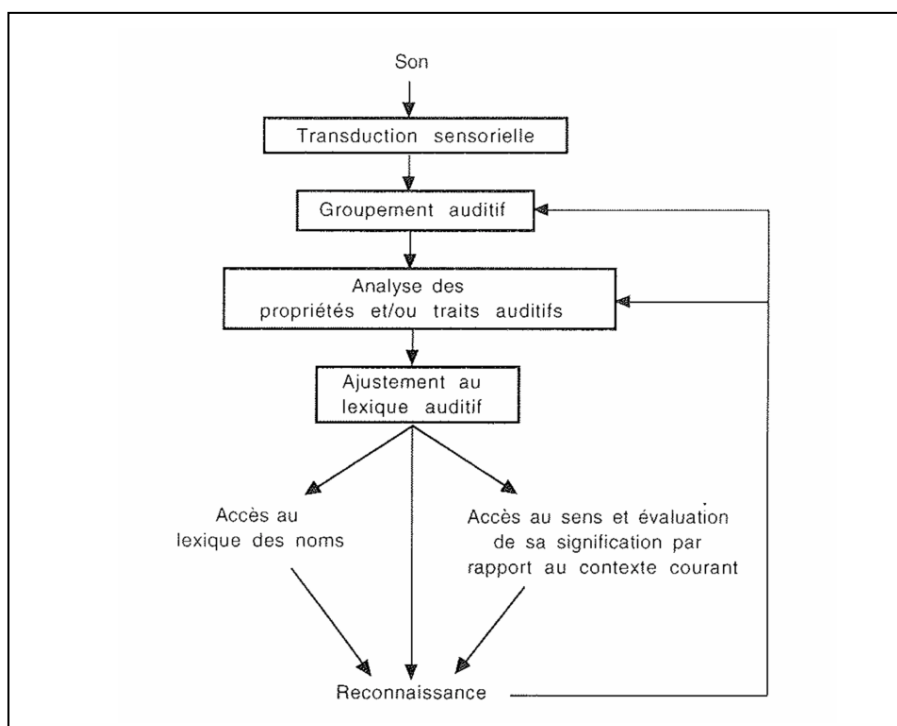 Son
Transduction sensorielle
Groupement auditif
Analyse des
propriétés et/ou traits auditifs
Ajustement au
lexique auditif
Accès au
lexique des noms
Accès au sens et évaluation
de sa signification par
rapport au contexte courant
Reconnaissance